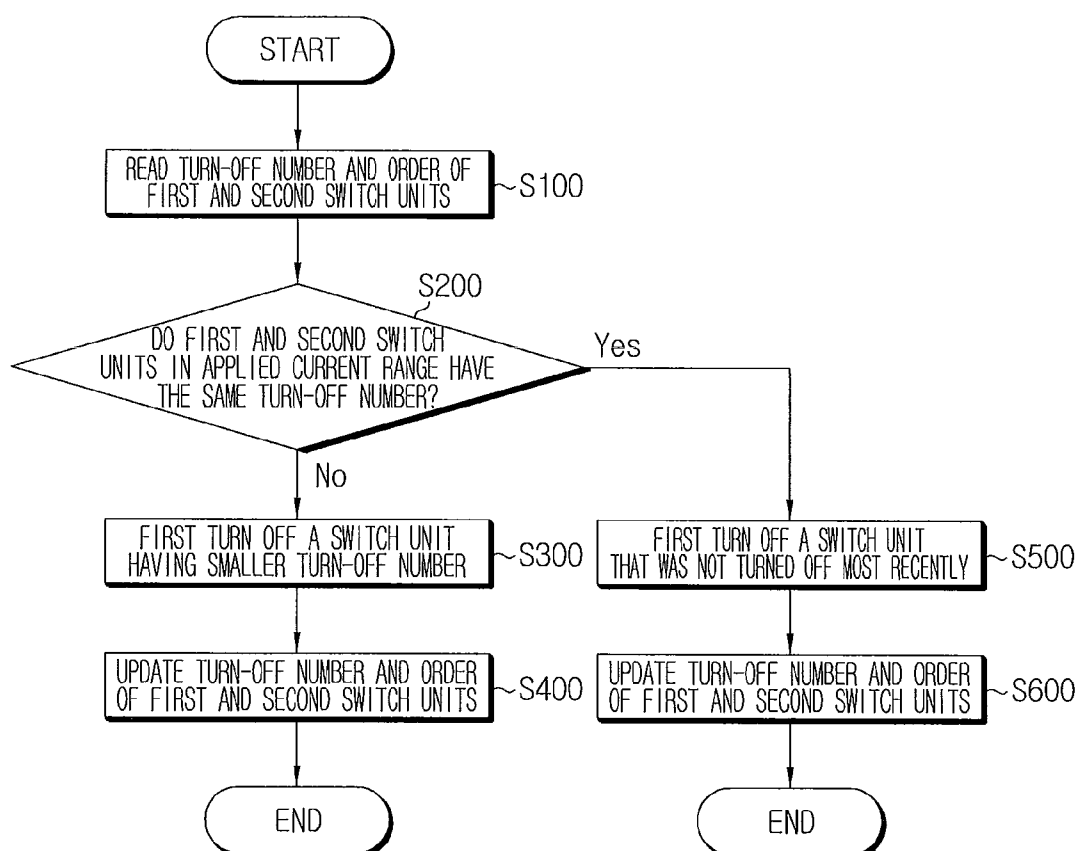 START
READ TURN-OFF NUMBER AND ORDER OF
FIRST AND SECOND SWITCH UNITS
S100
S200
DO FIRST AND SECOND SWITCH
UNITS IN APPLIED CURRENT RANGE HAVE
THE SAME TURN-OFF NUMBER?
Yes
No
FIRST TURN OFF A SWITCH UNIT
HAVING SMALLER TURN-OFF NUMBER
S300
FIRST TURN OFF A SWITCH UNIT
THAT WAS NOT TURNED OFF MOST RECENTLY
S500
UPDATE TURN-OFF NUMBER AND ORDER
OF FIRST AND SECOND SWITCH UNITS
S400
UPDATE TURN-OFF NUMBER AND ORDER
OF FIRST AND SECOND SWITCH UNITS
S600
END
END